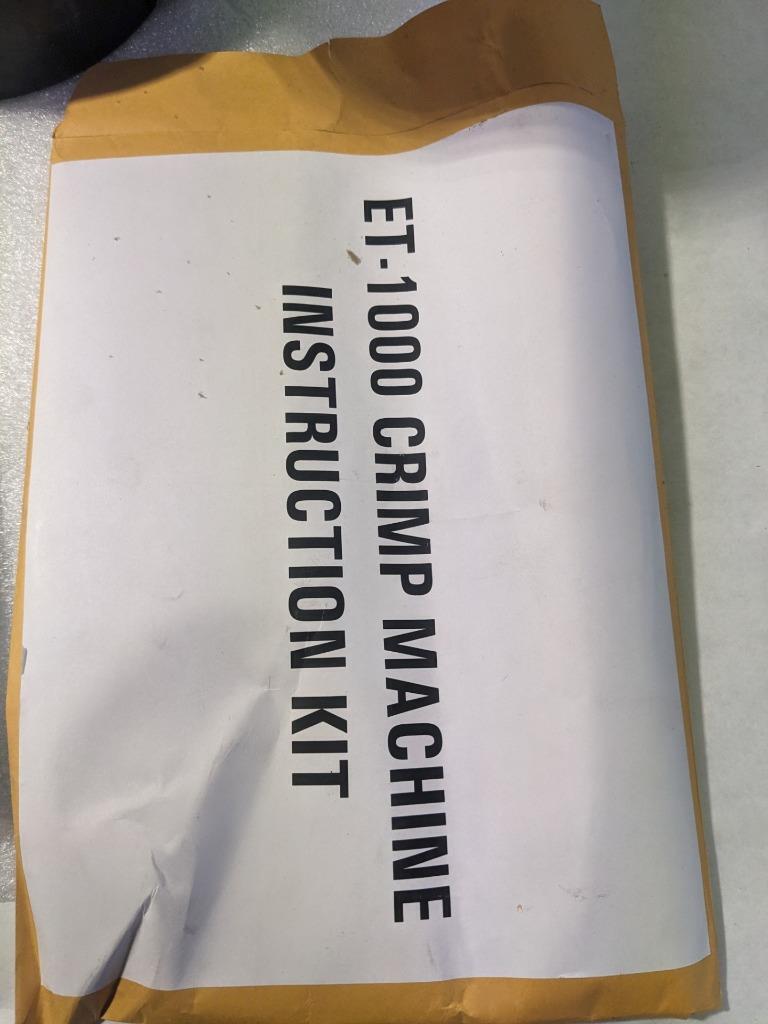 ET-1000 CRIMP MACHINE
INSTRUCTION KIT